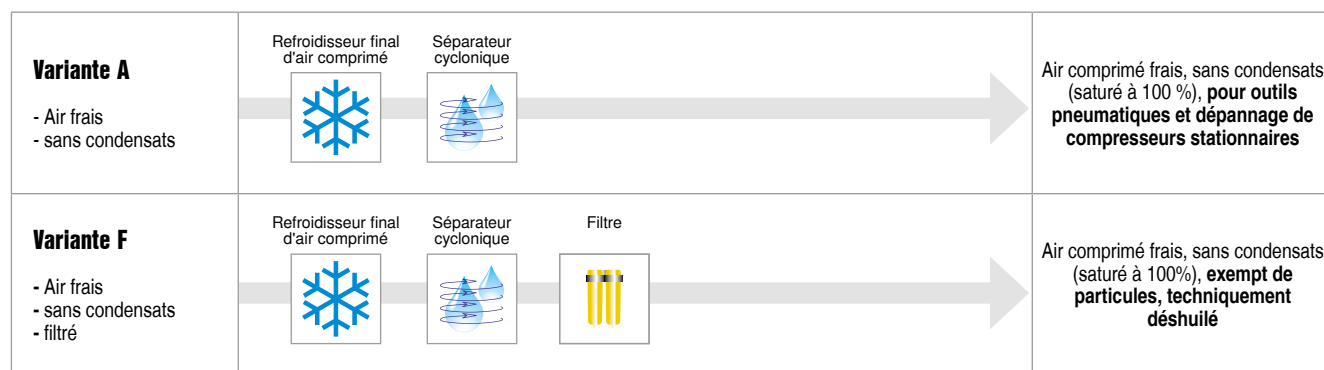 Variante A
- Air frais
- sans condensats
Refroidisseur final
d'air comprimé
Séparateur
cyclonique
Air comprimé frais, sans condensats
(saturé à 100 %), pour outils
pneumatiques et dépannage de
compresseurs stationnaires
Variante F
- Air frais
- sans condensats
- filtré
Refroidisseur final
d'air comprimé
Séparateur
cyclonique
Filtre
Air comprimé frais, sans condensats
(saturé à 100%), exempt de
particules, techniquement
déshuilé